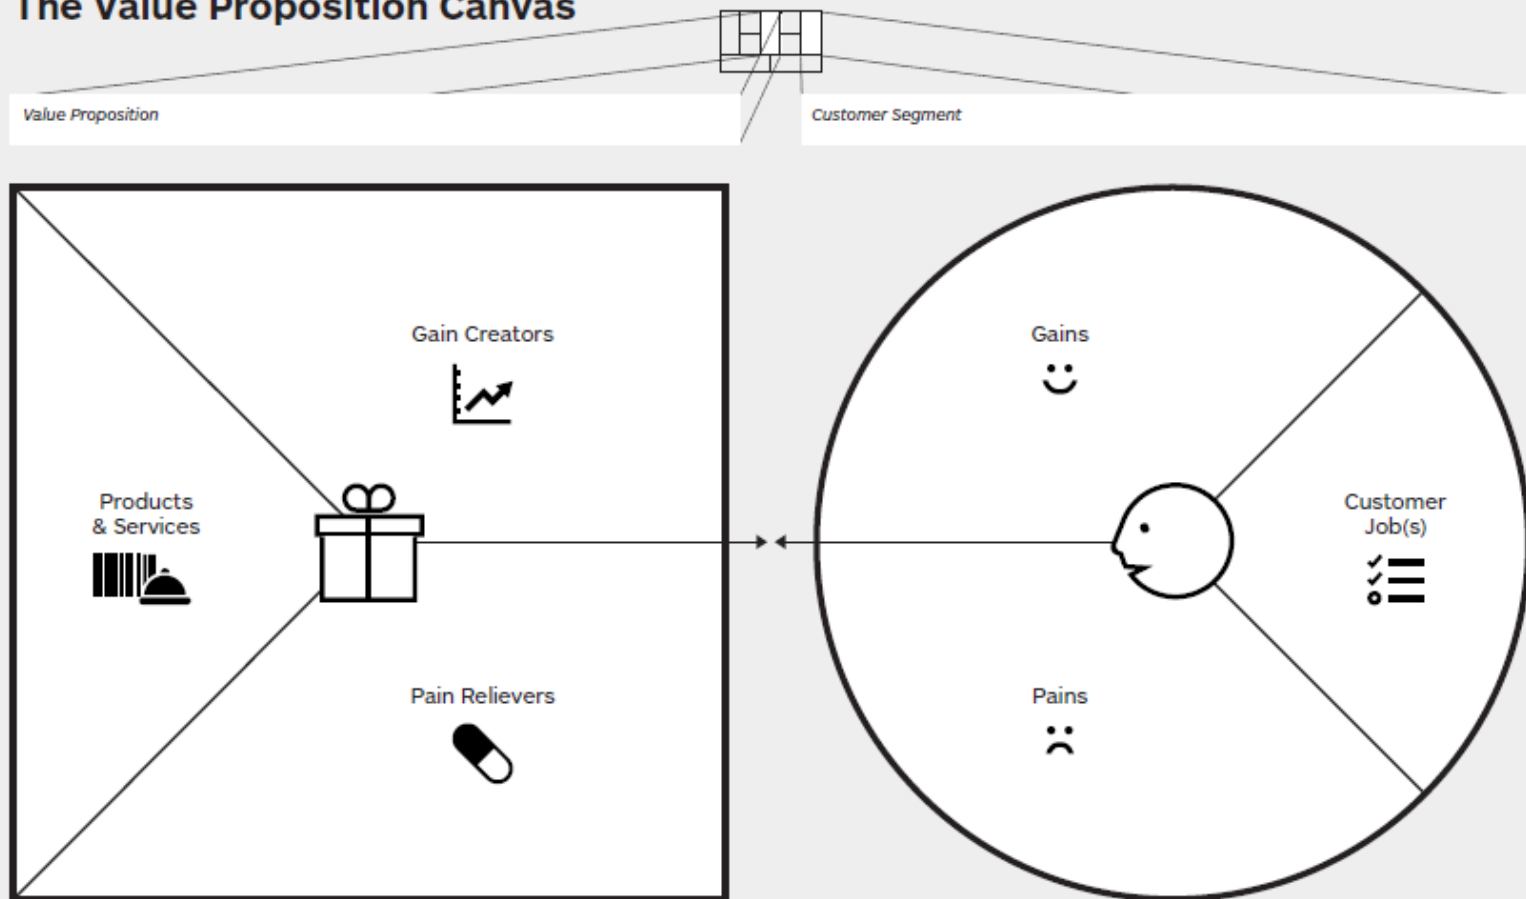 The Value Proposition Canvas
Value Proposition
Customer Segment
Gain Creators
Gains
Products
& Services
Customer
Job(s)
Pain Relievers
Pains